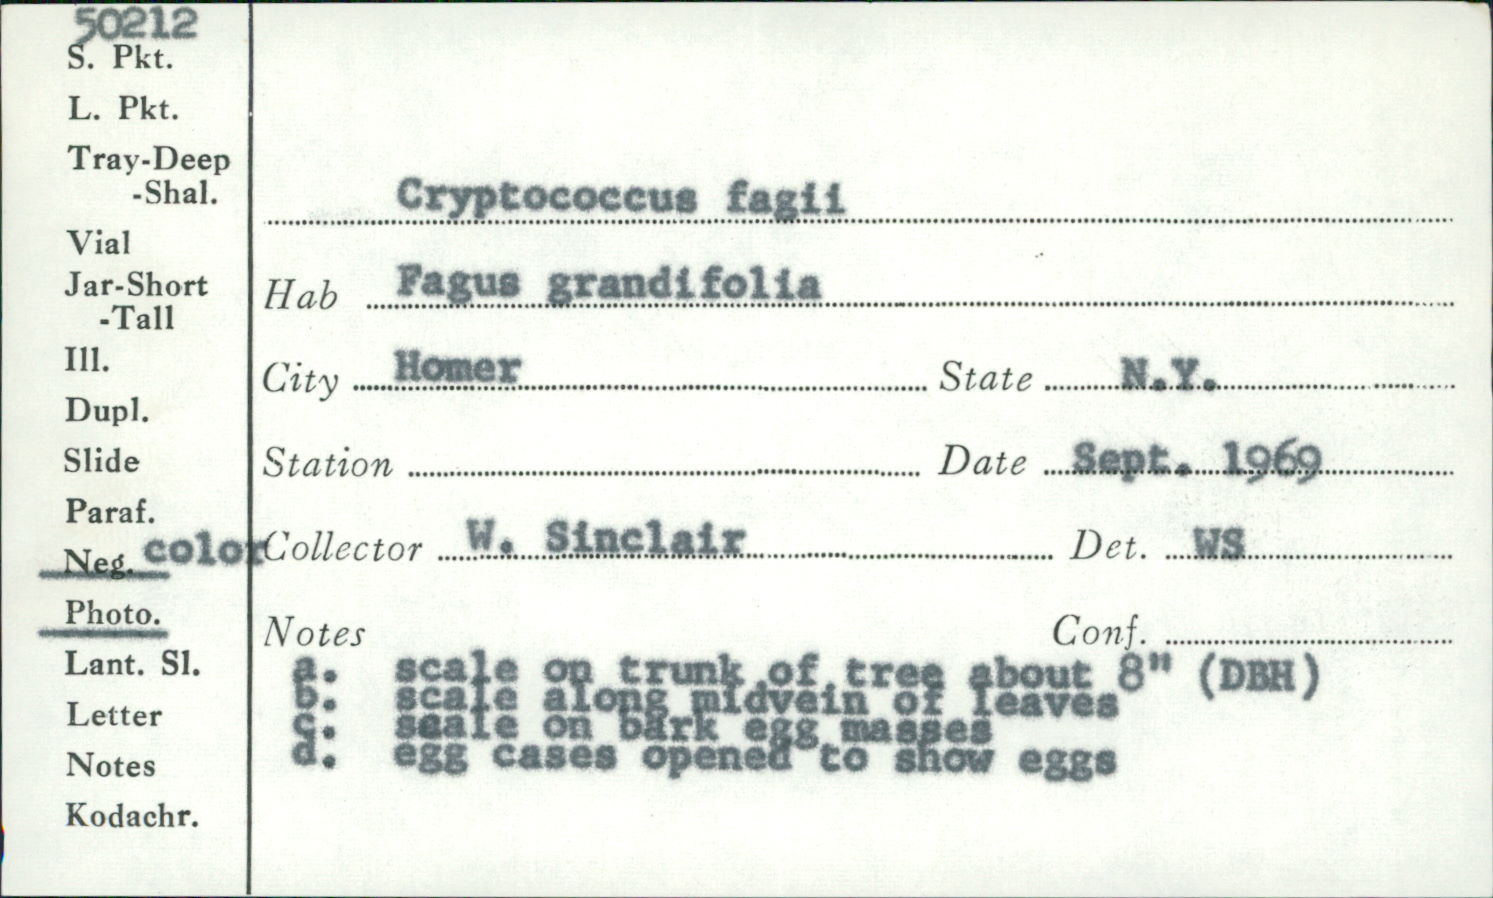 50212
S. Pkt.
L. Pkt.
Tray-Deep
-Shal.
Vial
Jar-Short
-Tall
Ill.
Dupl.
Slide
Paraf.
Neg. color
Photo.
Lant. Sl.
Letter
Notes
Kodachr.
Cryptococcus fagii
Hab Fagus grandifolia
City Homer State N.Y.
Station Date Sept. 1969
Collector W. Sinclair Det. WS
Notes Conf.
a. scale on trunk of tree about 8" (DBH)
b. scale along midvein of leaves
c. scale on bark egg masses
d. egg cases opened to show eggs